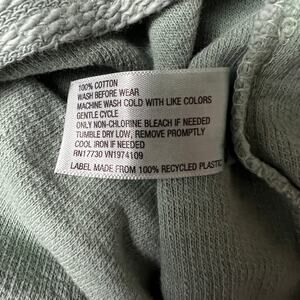 100% COTTON
WASH BEFORE WEAR
MACHINE WASH COLD WITH LIKE COLORS
GENTLE CYCLE
ONLY NON-CHLORINE BLEACH IF NEEDED
TUMBLE DRY LOW, REMOVE PROMPTLY
COOL IRON IF NEEDED
RN17730 VN1974109
LABEL MADE FROM 100% RECYCLED PLASTIC